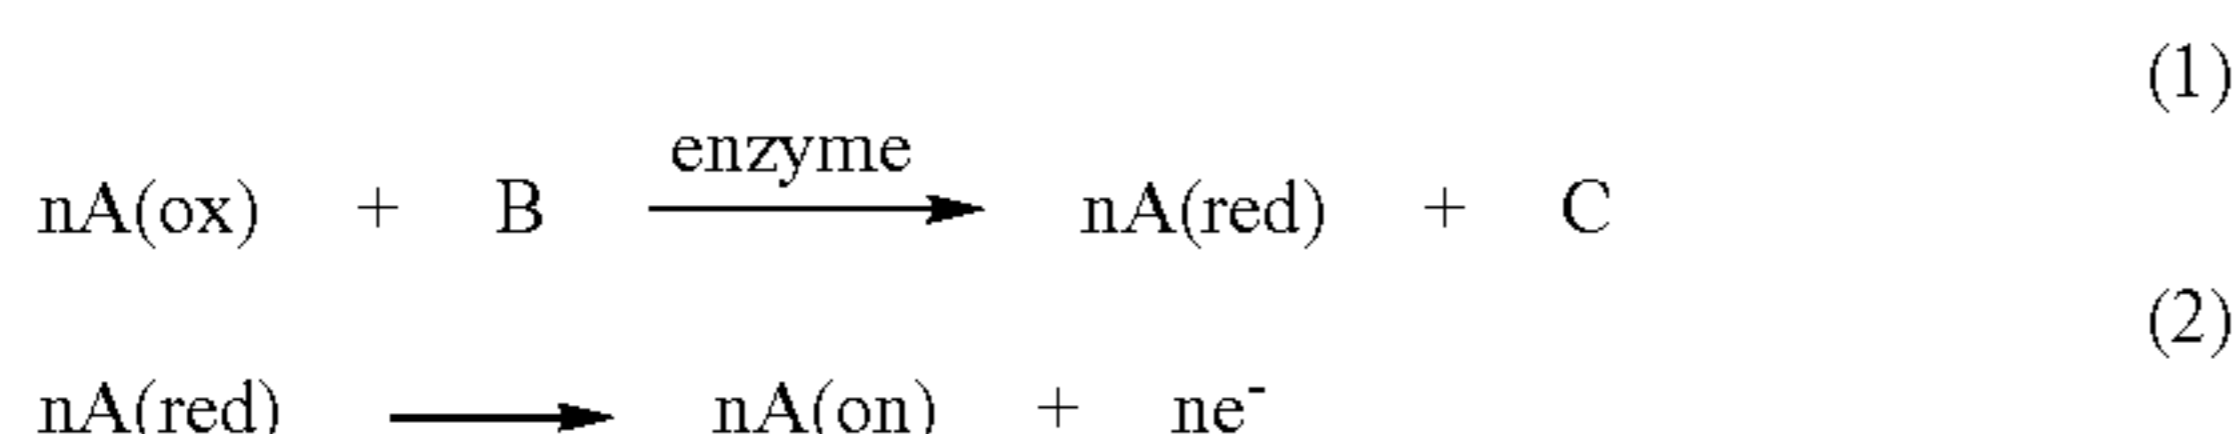 (1)
enzyme
nA(ox) + B ⟶ nA(red) + C
(2)
nA(red) ⟶ nA(on) + ne⁻